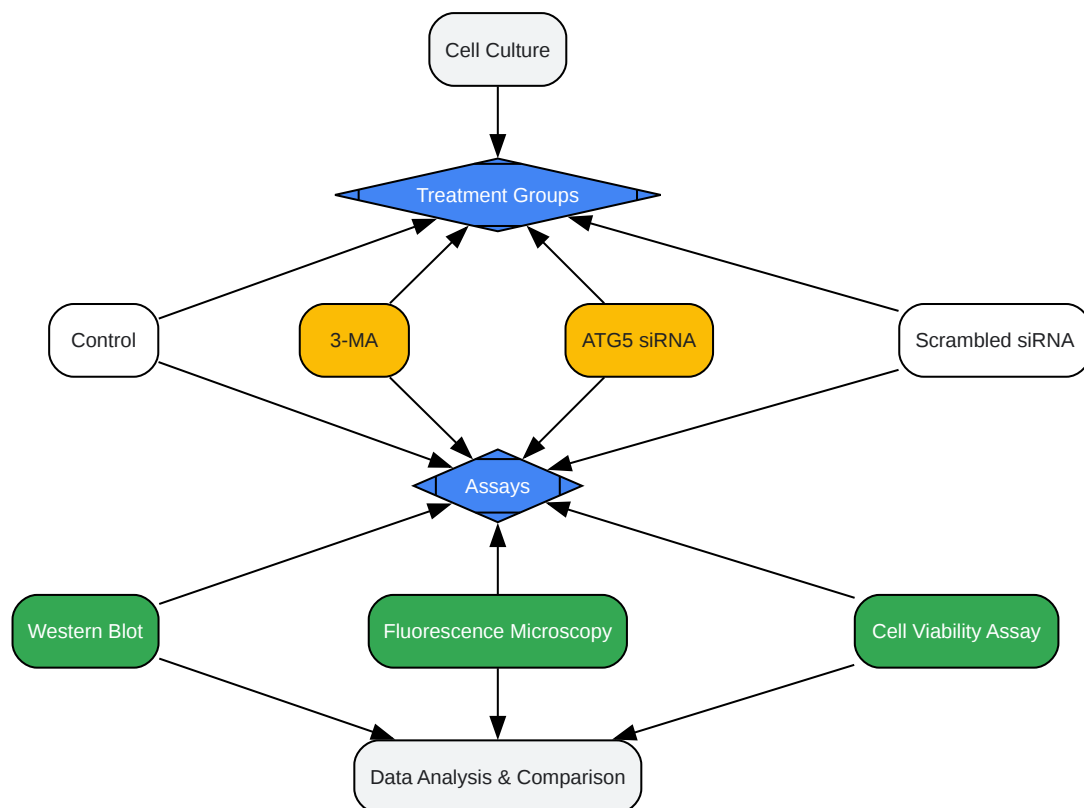 Cell Culture
Treatment Groups
Control
3-MA
ATG5 siRNA
Scrambled siRNA
Assays
Western Blot
Fluorescence Microscopy
Cell Viability Assay
Data Analysis & Comparison